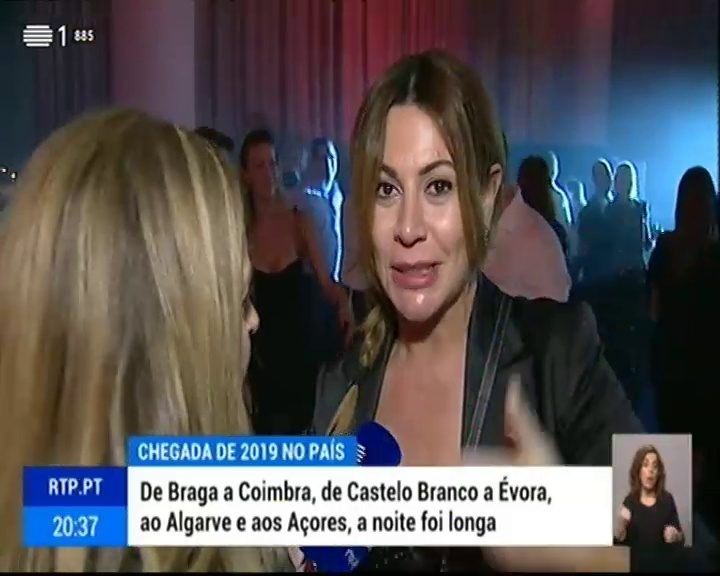 1 885
CHEGADA DE 2019 NO PAÍS
RTP.PT
De Braga a Coimbra, de Castelo Branco a Évora,
20:37
ao Algarve e aos Açores, a noite foi longa